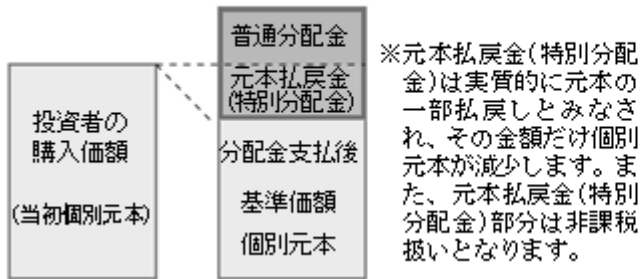 投資者の
購入価額
(当初個別元本)
普通分配金
元本払戻金
(特別分配金)
分配金支払後
基準価額
個別元本
※元本払戻金(特別分配
金)は実質的に元本の
一部払戻しとみなさ
れ、その金額だけ個別
元本が減少します。ま
た、元本払戻金(特別
分配金)部分は非課税
扱いとなります。